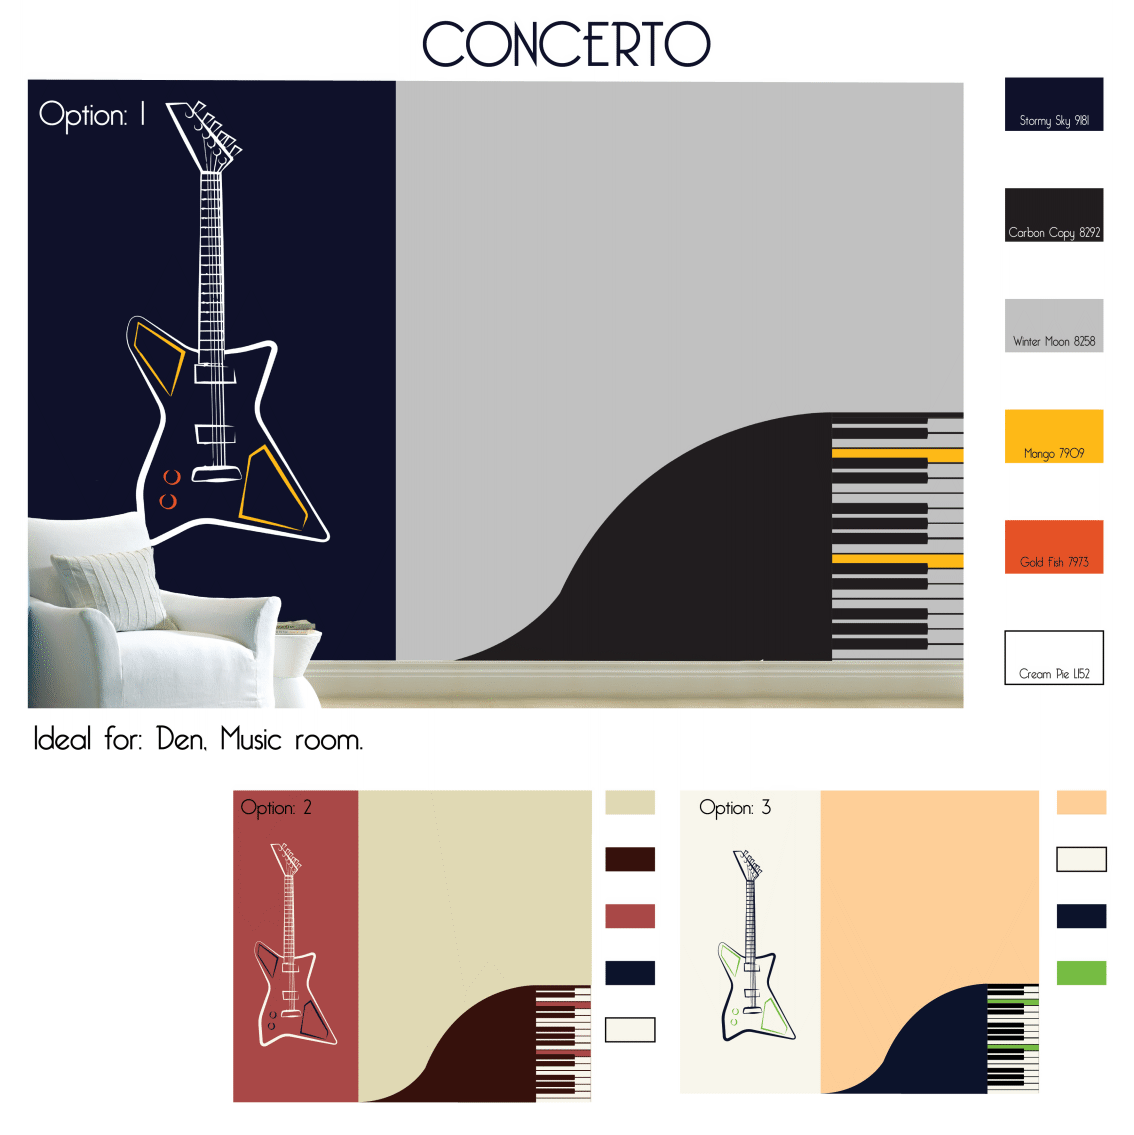 CONCERTO
Option: 1
Stormy Sky 9181
Carbon Copy 8292
Winter Moon 8258
Mango 7909
Gold Fish 7973
Cream Pie L152
Ideal for: Den, Music room.
Option: 2
Option: 3